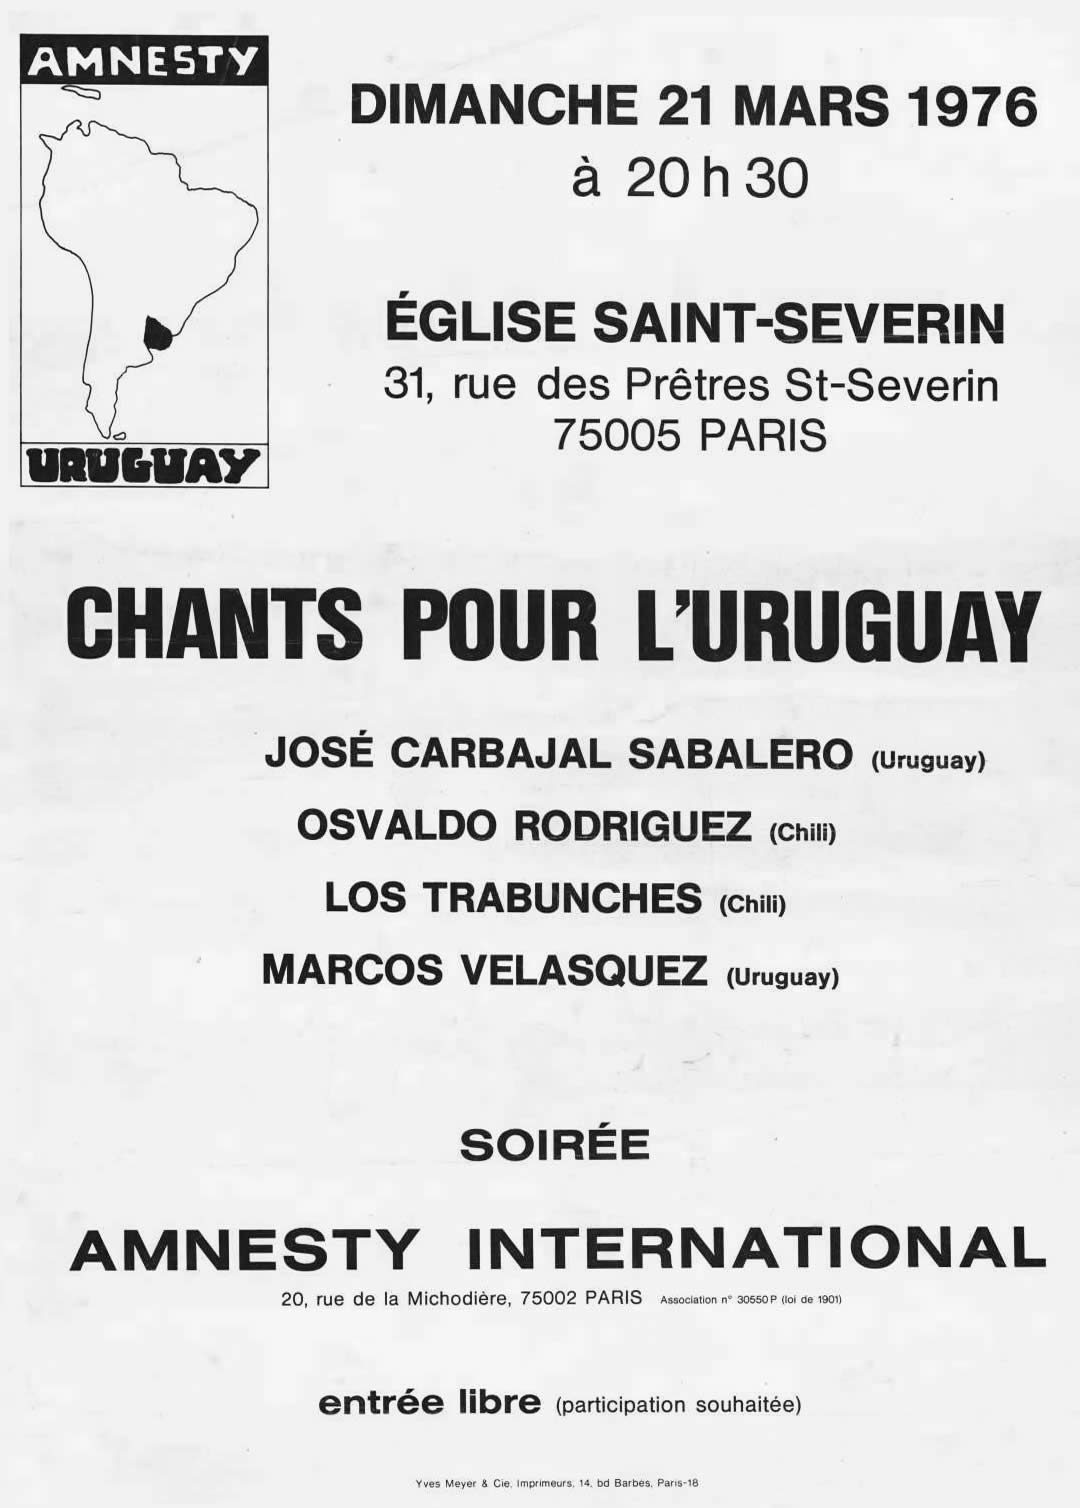 AMNESTY
URUGUAY
DIMANCHE 21 MARS 1976
à 20 h 30
ÉGLISE SAINT-SEVERIN
31, rue des Prêtres St-Severin
75005 PARIS
CHANTS POUR L'URUGUAY
JOSÉ CARBAJAL SABALERO (Uruguay)
OSVALDO RODRIGUEZ (Chili)
LOS TRABUNCHES (Chili)
MARCOS VELASQUEZ (Uruguay)
SOIRÉE
AMNESTY INTERNATIONAL
20, rue de la Michodière, 75002 PARIS Association n° 30550 P (loi de 1901)
entrée libre (participation souhaitée)
Yves Meyer & Cie, Imprimeurs, 14, bd Barbès, Paris-18